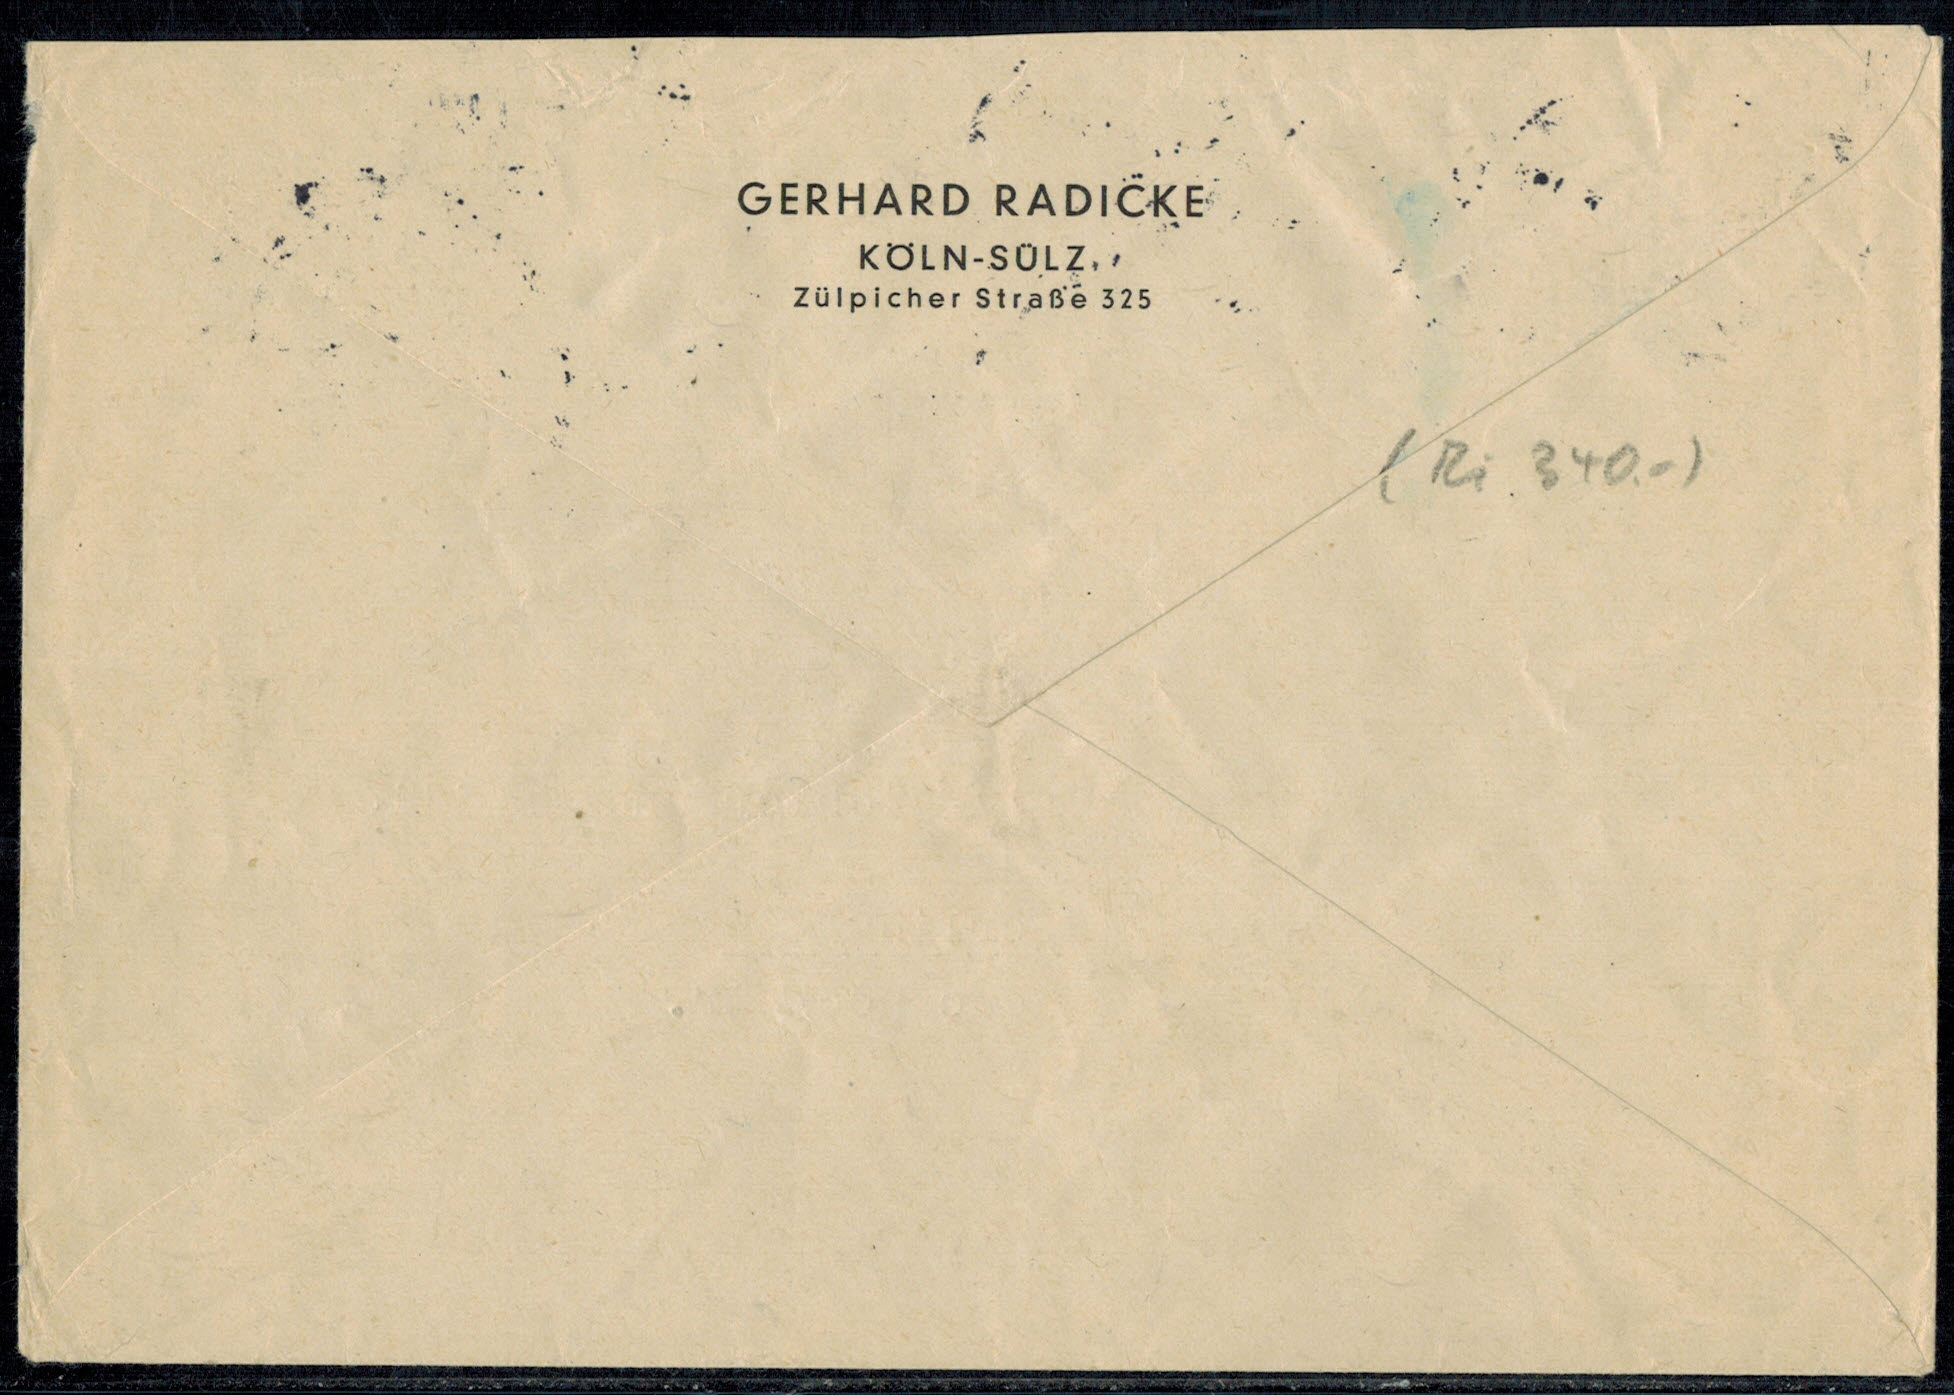 GERHARD RADICKE
KÖLN-SÜLZ
Zülpicher Straße 325
(Ri 340.-)